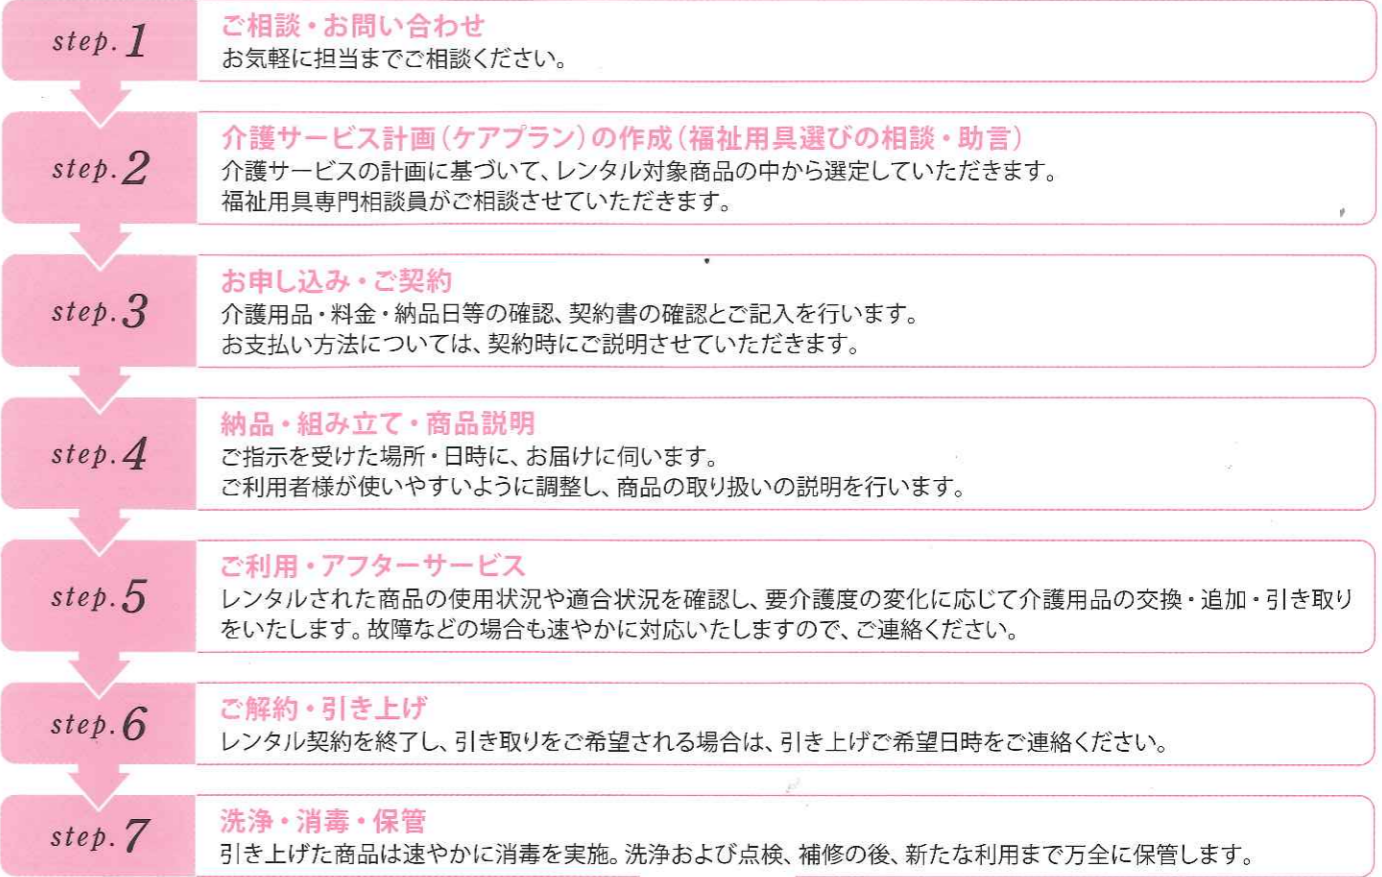 step.1
ご相談・お問い合わせ
お気軽に担当までご相談ください。
step.2
介護サービス計画(ケアプラン)の作成(福祉用具選びの相談・助言)
介護サービスの計画に基づいて、レンタル対象商品の中から選定していただきます。
福祉用具専門相談員がご相談させていただきます。
step.3
お申し込み・ご契約
介護用品・料金・納品日等の確認、契約書の確認とご記入を行います。
お支払い方法については、契約時にご説明させていただきます。
step.4
納品・組み立て・商品説明
ご指示を受けた場所・日時に、お届けに伺います。
ご利用者様が使いやすいように調整し、商品の取り扱いの説明を行います。
step.5
ご利用・アフターサービス
レンタルされた商品の使用状況や適合状況を確認し、要介護度の変化に応じて介護用品の交換・追加・引き取り
をいたします。故障などの場合も速やかに対応いたしますので、ご連絡ください。
step.6
ご解約・引き上げ
レンタル契約を終了し、引き取りをご希望される場合は、引き上げご希望日時をご連絡ください。
step.7
洗浄・消毒・保管
引き上げた商品は速やかに消毒を実施。洗浄および点検、補修の後、新たな利用まで万全に保管します。